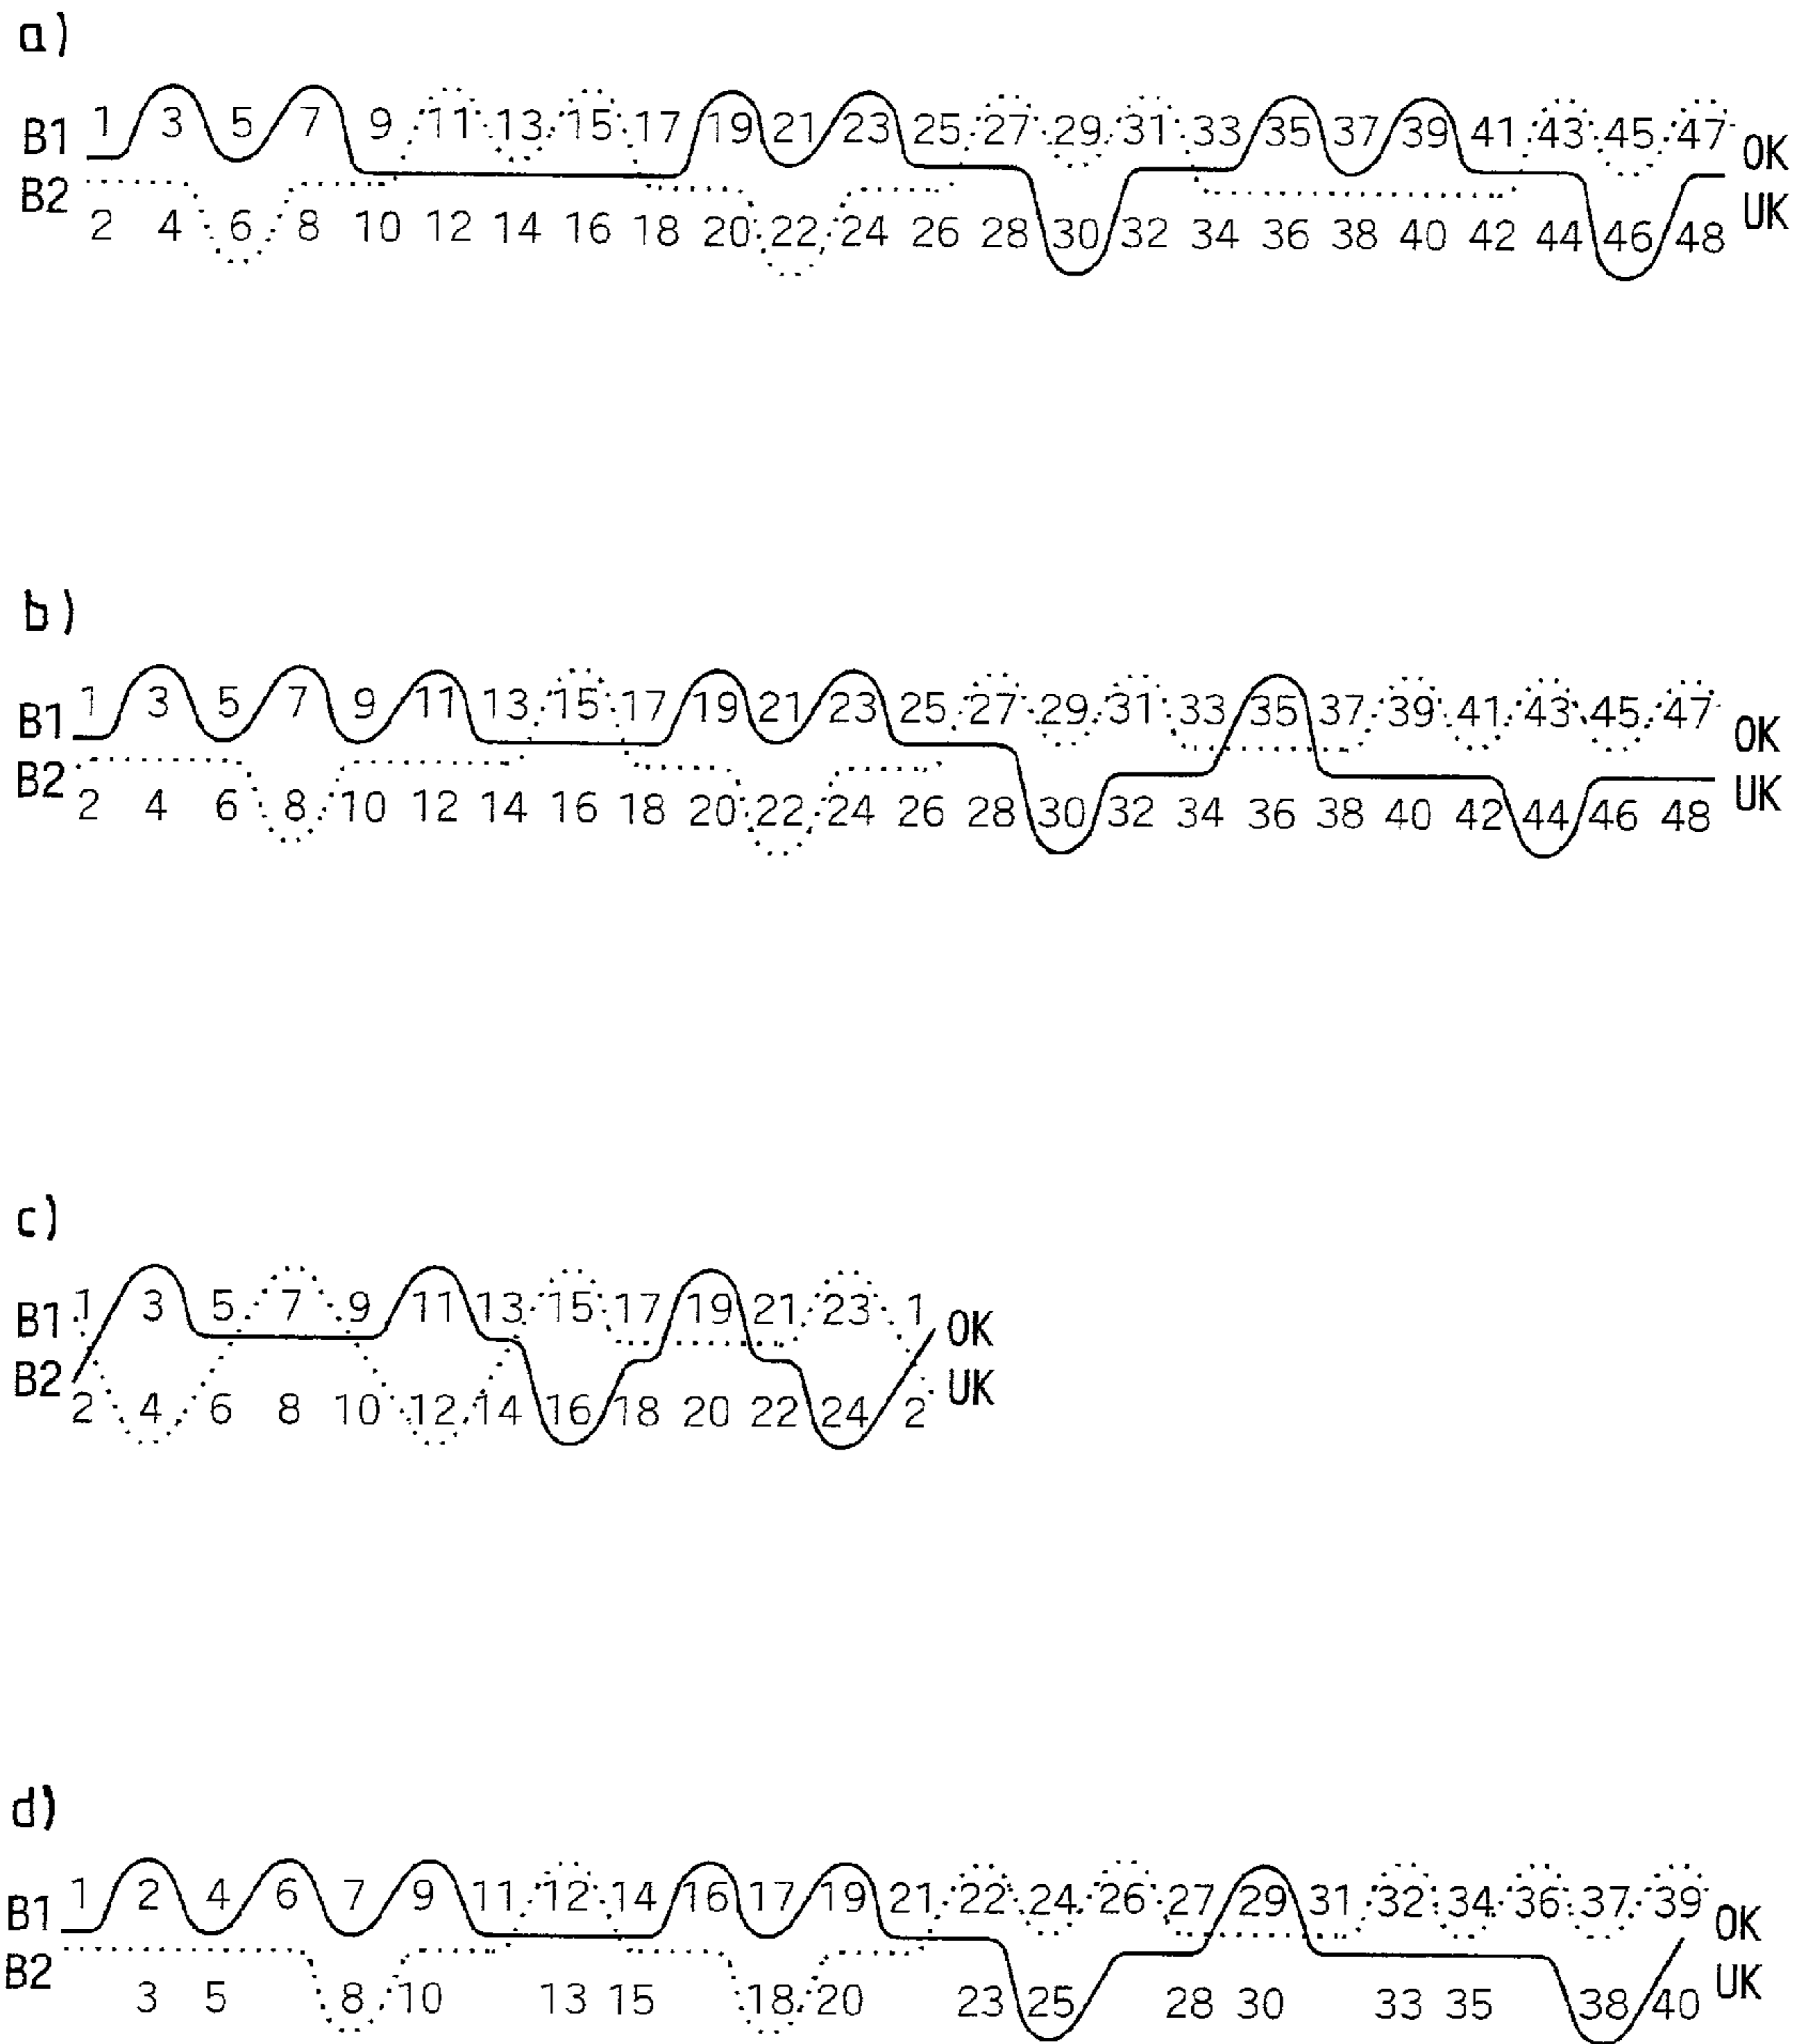 a)
B1 1 3 5 7 9 11 13 15 17 19 21 23 25 27 29 31 33 35 37 39 41 43 45 47 OK
B2 2 4 6 8 10 12 14 16 18 20 22 24 26 28 30 32 34 36 38 40 42 44 46 48 UK
b)
B1 1 3 5 7 9 11 13 15 17 19 21 23 25 27 29 31 33 35 37 39 41 43 45 47 OK
B2 2 4 6 8 10 12 14 16 18 20 22 24 26 28 30 32 34 36 38 40 42 44 46 48 UK
c)
B1 1 3 5 7 9 11 13 15 17 19 21 23 1 OK
B2 2 4 6 8 10 12 14 16 18 20 22 24 2 UK
d)
B1 1 2 4 6 7 9 11 12 14 16 17 19 21 22 24 26 27 29 31 32 34 36 37 39 OK
B2 3 5 8 10 13 15 18 20 23 25 28 30 33 35 38 40 UK